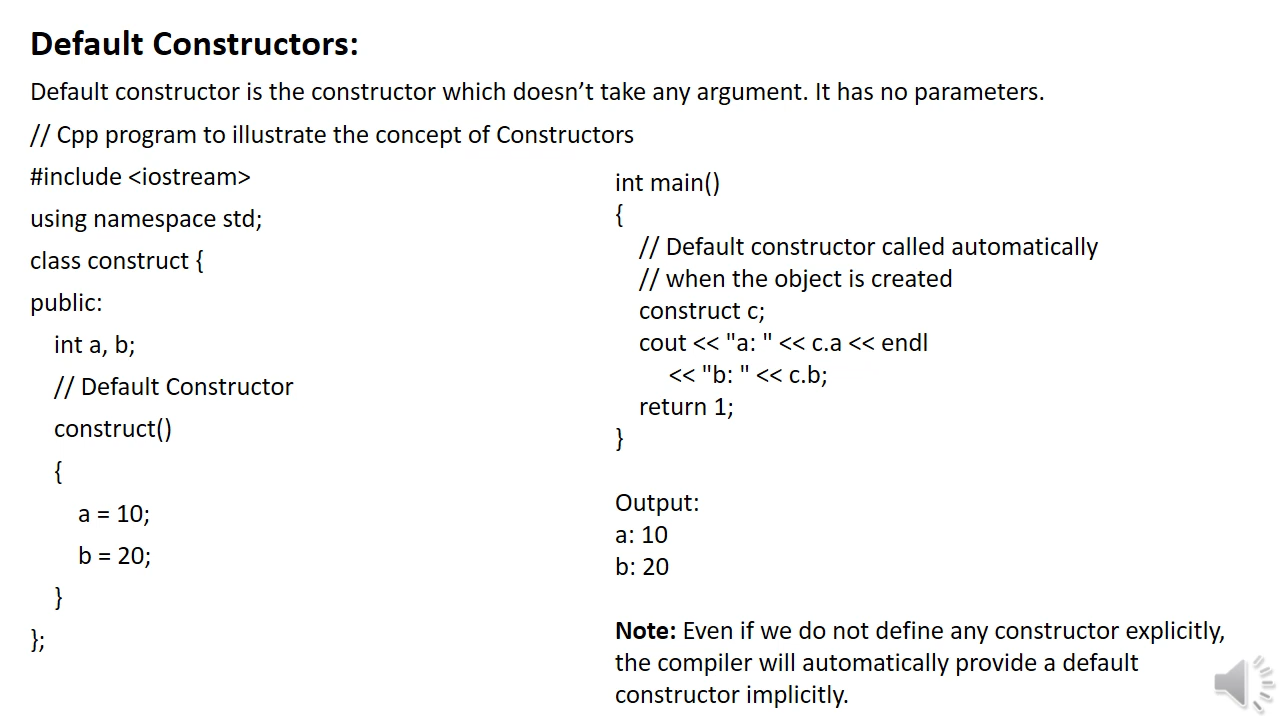 Default Constructors:
Default constructor is the constructor which doesn’t take any argument. It has no parameters.
// Cpp program to illustrate the concept of Constructors
#include <iostream>
using namespace std;
class construct {
public:
    int a, b;
    // Default Constructor
    construct()
    {
        a = 10;
        b = 20;
    }
};
int main()
{
    // Default constructor called automatically
    // when the object is created
    construct c;
    cout << "a: " << c.a << endl
         << "b: " << c.b;
    return 1;
}
Output:
a: 10
b: 20
Note: Even if we do not define any constructor explicitly,
the compiler will automatically provide a default
constructor implicitly.